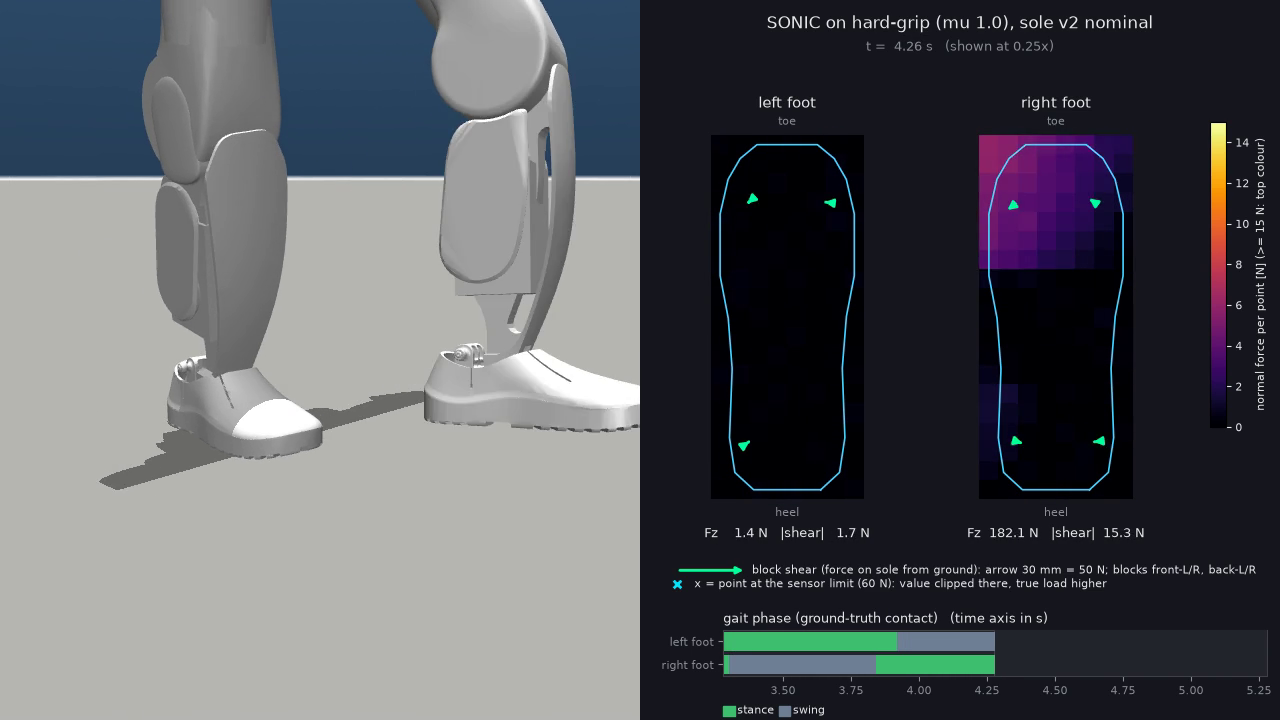 SONIC on hard-grip (mu 1.0), sole v2 nominal
t = 4.26 s (shown at 0.25x)
left foot
right foot
toe
toe
14
12
10
8
6
4
2
0
normal force per point [N] (>= 15 N: top colour)
heel
heel
Fz 1.4 N |shear| 1.7 N
Fz 182.1 N |shear| 15.3 N
block shear (force on sole from ground): arrow 30 mm = 50 N; blocks front-L/R, back-L/R
x = point at the sensor limit (60 N): value clipped there, true load higher
gait phase (ground-truth contact) (time axis in s)
left foot
right foot
3.50 3.75 4.00 4.25 4.50 4.75 5.00 5.25
stance swing